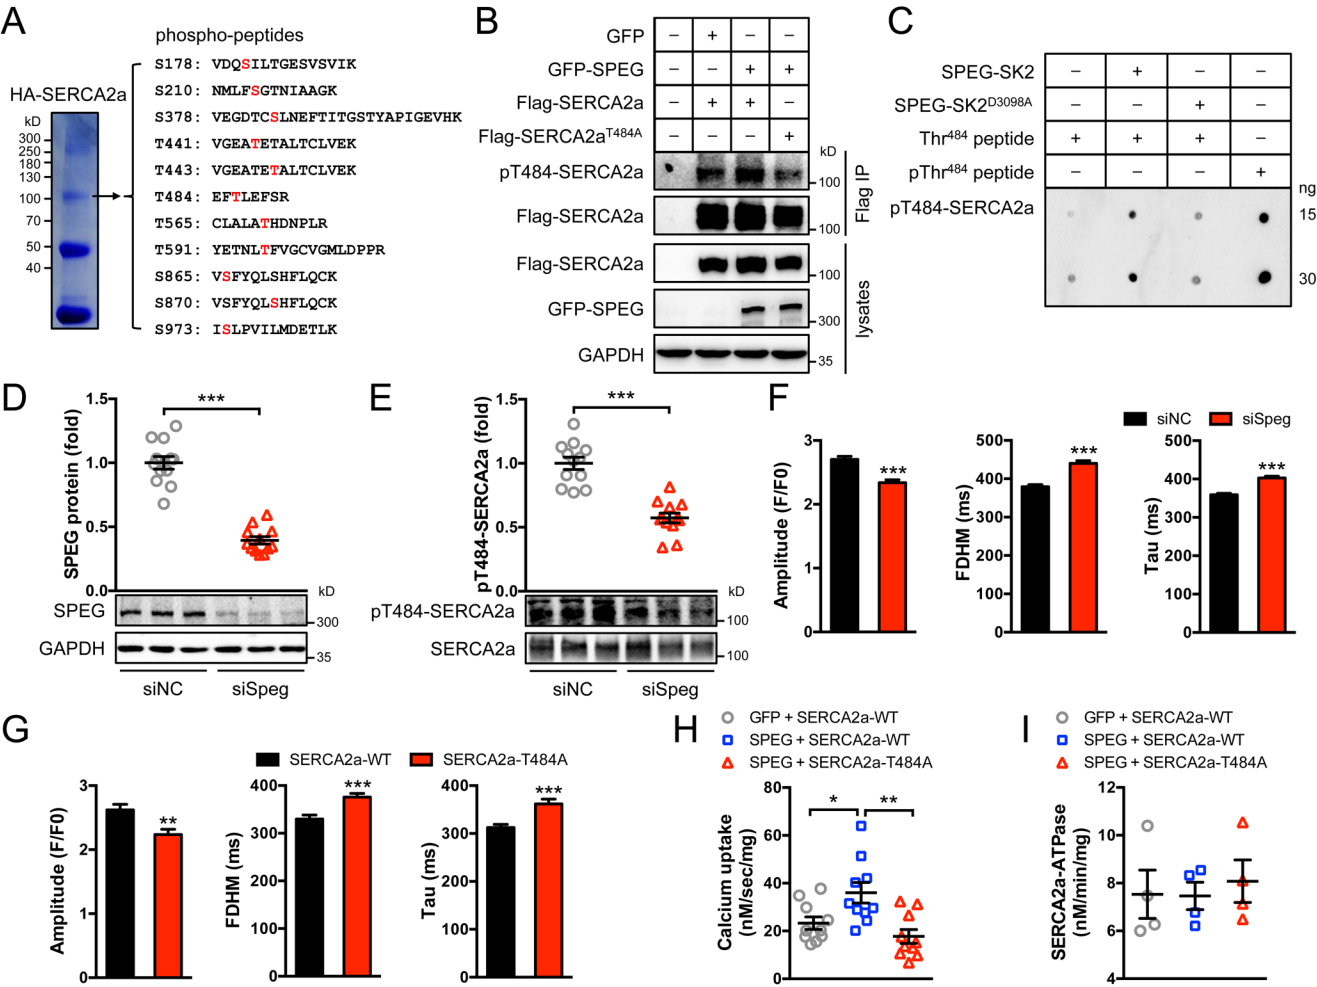 A
phospho-peptides
HA-SERCA2a
kD
300
250
180
130
100
70
50
40
S178: VDQSILTGESVSVIK
S210: NMLFSGTNIAAGK
S378: VEGDTCSLNEFTITGSTYAPIGEVHK
T441: VGEATETALTCLVEK
T443: VGEATETALTCLVEK
T484: EFTLEFSR
T565: CLALATHDNPLR
T591: YETNLTFVGCVGMLDPPR
S865: VSFYQLSHFLQCK
S870: VSFYQLSHFLQCK
S973: ISLPVILMDETLK
B
GFP − + − −
GFP-SPEG − − + +
Flag-SERCA2a − + + −
Flag-SERCA2aT484A − − − +
kD
pT484-SERCA2a 100
Flag-SERCA2a 100
Flag IP
Flag-SERCA2a 100
GFP-SPEG 300
GAPDH 35
lysates
C
SPEG-SK2 − + − −
SPEG-SK2D3098A − − + −
Thr484 peptide + + + −
pThr484 peptide − − − +
ng
pT484-SERCA2a 15
30
D
SPEG protein (fold)
1.5
1.0
0.5
0.0
***
kD
SPEG 300
GAPDH 35
siNC siSpeg
E
pT484-SERCA2a (fold)
1.5
1.0
0.5
0.0
***
kD
pT484-SERCA2a 100
SERCA2a 100
siNC siSpeg
F
siNC siSpeg
Amplitude (F/F0)
3
2
1
0
***
FDHM (ms)
500
400
300
200
100
0
***
Tau (ms)
500
400
300
200
100
0
***
G
SERCA2a-WT SERCA2a-T484A
Amplitude (F/F0)
3
2
1
0
**
FDHM (ms)
400
300
200
100
0
***
Tau (ms)
400
300
200
100
0
***
H
GFP + SERCA2a-WT
SPEG + SERCA2a-WT
SPEG + SERCA2a-T484A
Calcium uptake
(nM/sec/mg)
80
60
40
20
0
* **
I
GFP + SERCA2a-WT
SPEG + SERCA2a-WT
SPEG + SERCA2a-T484A
SERCA2a-ATPase
(nM/min/mg)
12
10
8
6
4